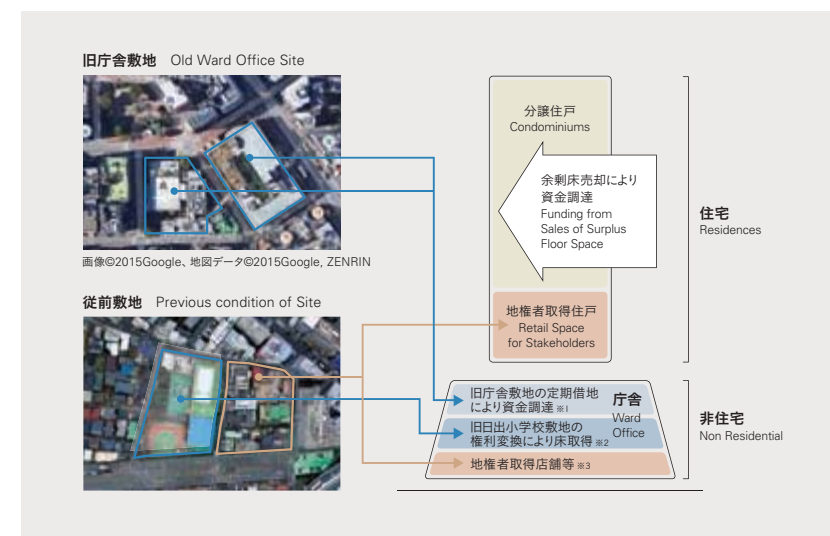 旧庁舎敷地 Old Ward Office Site
画像©2015Google、地図データ©2015Google, ZENRIN
従前敷地 Previous condition of Site
分譲住戸
Condominiums
余剰床売却により
資金調達
Funding from
Sales of Surplus
Floor Space
地権者取得住戸
Retail Space
for Stakeholders
住宅
Residences
旧庁舎敷地の定期借地
により資金調達 ※1
旧日出小学校敷地の
権利変換により床取得 ※2
庁舎
Ward
Office
地権者取得店舗等 ※3
非住宅
Non Residential